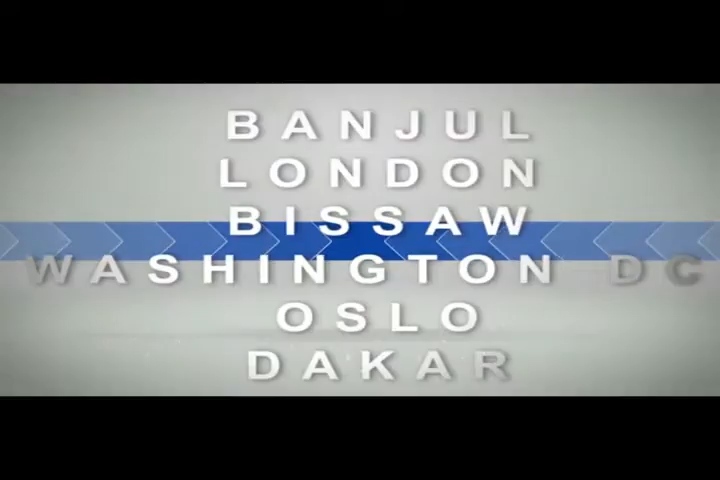 BANJUL
LONDON
BISSAW
WASHINGTON DC
OSLO
DAKAR